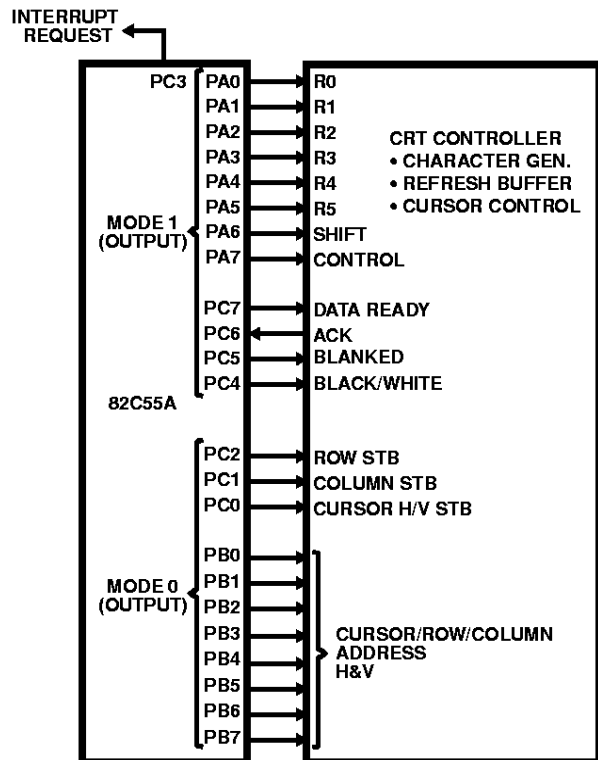 INTERRUPT
REQUEST
PC3 PA0 R0
PA1 R1
PA2 R2
PA3 R3
PA4 R4
PA5 R5
PA6 SHIFT
PA7 CONTROL
CRT CONTROLLER
• CHARACTER GEN.
• REFRESH BUFFER
• CURSOR CONTROL
MODE 1
(OUTPUT)
PC7 DATA READY
PC6 ACK
PC5 BLANKED
PC4 BLACK/WHITE
82C55A
PC2 ROW STB
PC1 COLUMN STB
PC0 CURSOR H/V STB
MODE 0
(OUTPUT)
PB0
PB1
PB2
PB3
PB4
PB5
PB6
PB7
CURSOR/ROW/COLUMN
ADDRESS
H&V